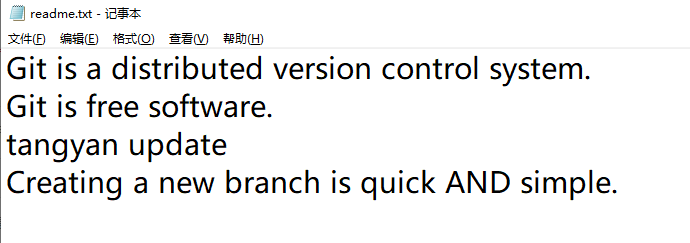 readme.txt - 记事本
文件(F) 编辑(E) 格式(O) 查看(V) 帮助(H)
Git is a distributed version control system.
Git is free software.
tangyan update
Creating a new branch is quick AND simple.